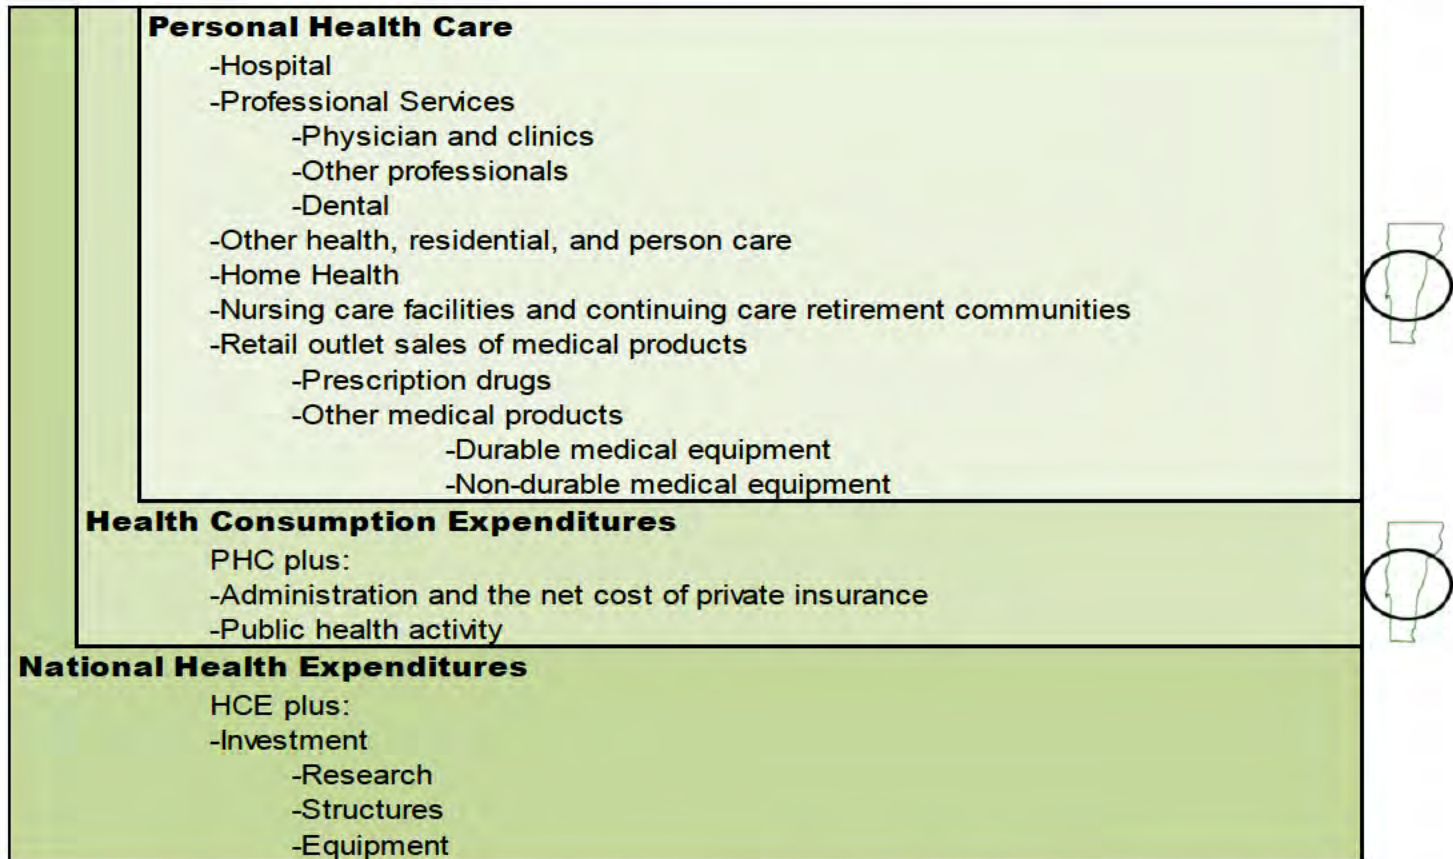 Personal Health Care
-Hospital
-Professional Services
-Physician and clinics
-Other professionals
-Dental
-Other health, residential, and person care
-Home Health
-Nursing care facilities and continuing care retirement communities
-Retail outlet sales of medical products
-Prescription drugs
-Other medical products
-Durable medical equipment
-Non-durable medical equipment
Health Consumption Expenditures
PHC plus:
-Administration and the net cost of private insurance
-Public health activity
National Health Expenditures
HCE plus:
-Investment
-Research
-Structures
-Equipment